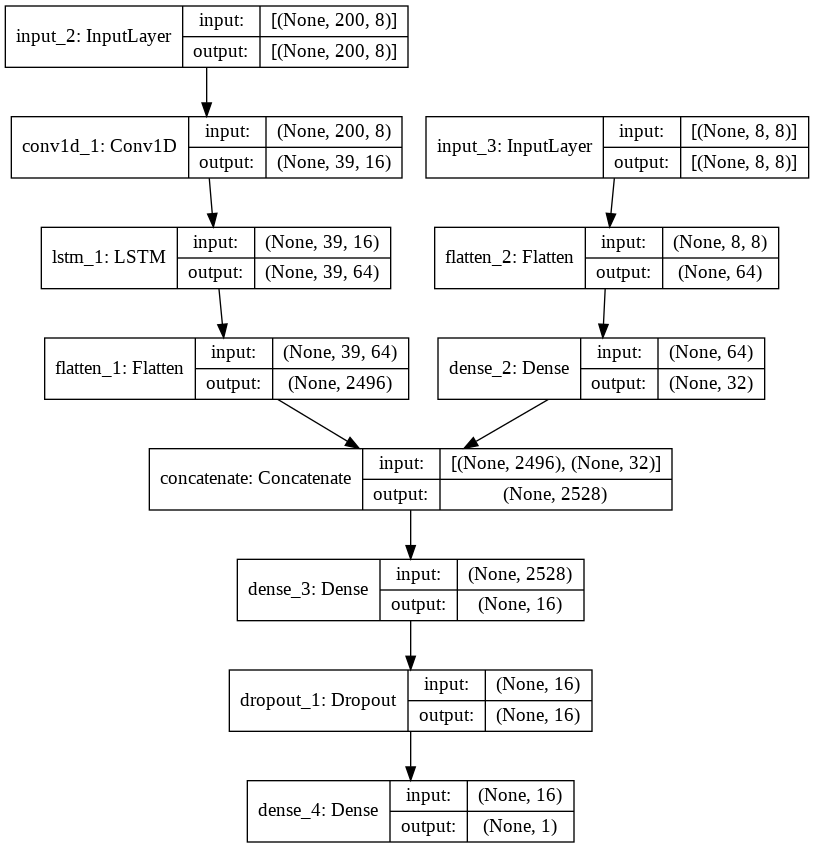 input_2: InputLayer
input: [(None, 200, 8)]
output: [(None, 200, 8)]
conv1d_1: Conv1D
input: (None, 200, 8)
output: (None, 39, 16)
input_3: InputLayer
input: [(None, 8, 8)]
output: [(None, 8, 8)]
lstm_1: LSTM
input: (None, 39, 16)
output: (None, 39, 64)
flatten_2: Flatten
input: (None, 8, 8)
output: (None, 64)
flatten_1: Flatten
input: (None, 39, 64)
output: (None, 2496)
dense_2: Dense
input: (None, 64)
output: (None, 32)
concatenate: Concatenate
input: [(None, 2496), (None, 32)]
output: (None, 2528)
dense_3: Dense
input: (None, 2528)
output: (None, 16)
dropout_1: Dropout
input: (None, 16)
output: (None, 16)
dense_4: Dense
input: (None, 16)
output: (None, 1)